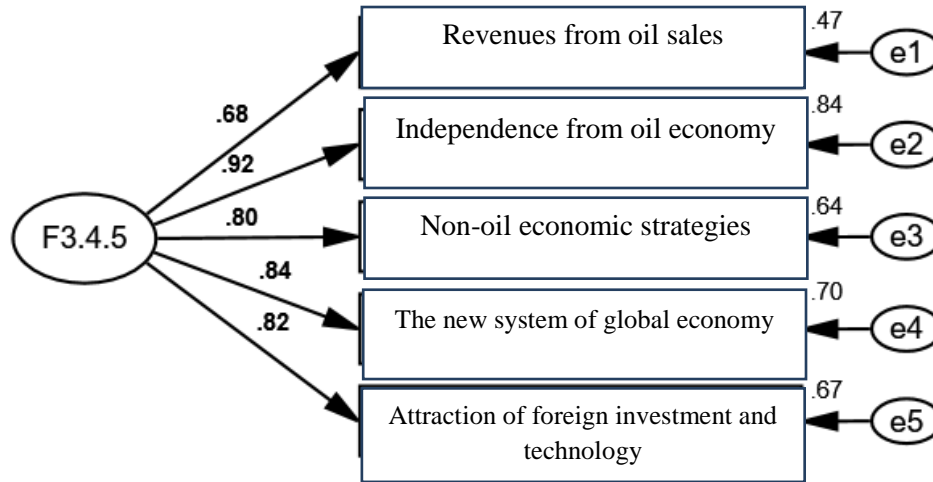 .47
Revenues from oil sales
e1
.68
.84
Independence from oil economy
e2
.92
.64
F3.4.5
.80
Non-oil economic strategies
e3
.84
.70
The new system of global economy
e4
.82
.67
Attraction of foreign investment and
technology
e5